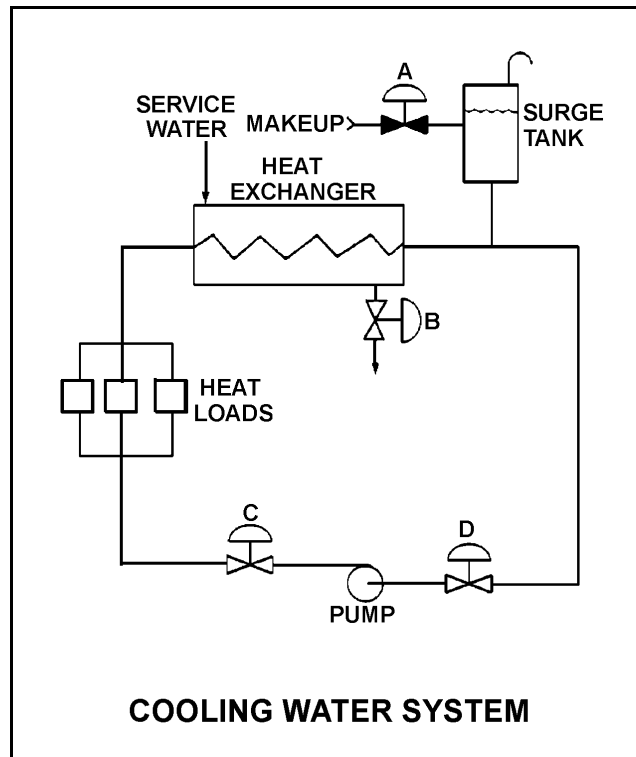 A
SERVICE
WATER
MAKEUP
SURGE
TANK
HEAT
EXCHANGER
B
HEAT
LOADS
C
D
PUMP
COOLING WATER SYSTEM